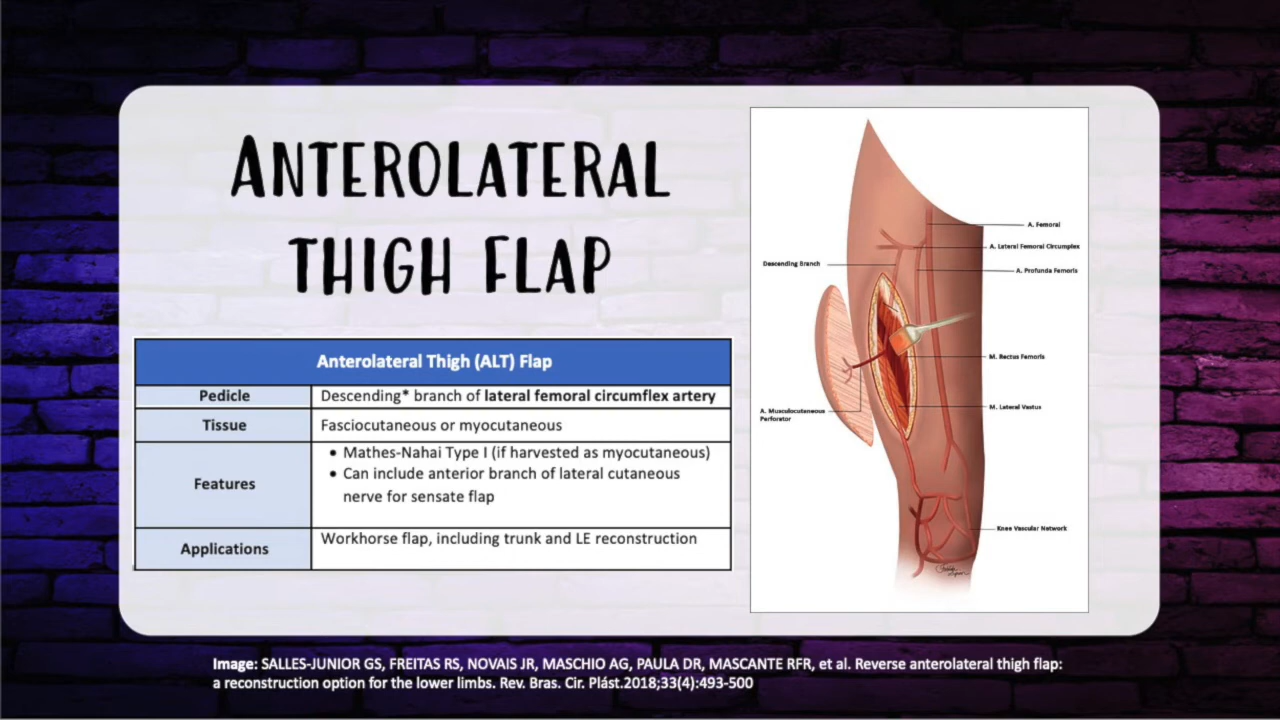 ANTEROLATERAL
THIGH FLAP
Anterolateral Thigh (ALT) Flap
Pedicle
Descending* branch of lateral femoral circumflex artery
Tissue
Fasciocutaneous or myocutaneous
Features
• Mathes-Nahai Type I (if harvested as myocutaneous)
• Can include anterior branch of lateral cutaneous
nerve for sensate flap
Applications
Workhorse flap, including trunk and LE reconstruction
A. Femoral
A. Lateral Femoral Circumplex
Descending Branch
A. Profunda Femoris
M. Rectus Femoris
M. Lateral Vastus
A. Musculocutaneous
Perforator
Knee Vascular Network
Image: SALLES-JUNIOR GS, FREITAS RS, NOVAIS JR, MASCHIO AG, PAULA DR, MASCANTE RFR, et al. Reverse anterolateral thigh flap:
a reconstruction option for the lower limbs. Rev. Bras. Cir. Plást.2018;33(4):493-500